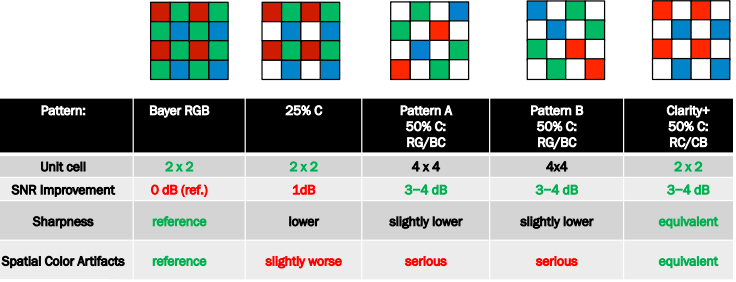 Pattern: Bayer RGB 25% C Pattern A Pattern B Clarity+
50% C: 50% C: 50% C:
RG/BC RG/BC RC/CB
Unit cell 2 x 2 2 x 2 4 x 4 4x4 2 x 2
SNR Improvement 0 dB (ref.) 1dB 3–4 dB 3–4 dB 3–4 dB
Sharpness reference lower slightly lower slightly lower equivalent
Spatial Color Artifacts reference slightly worse serious serious equivalent